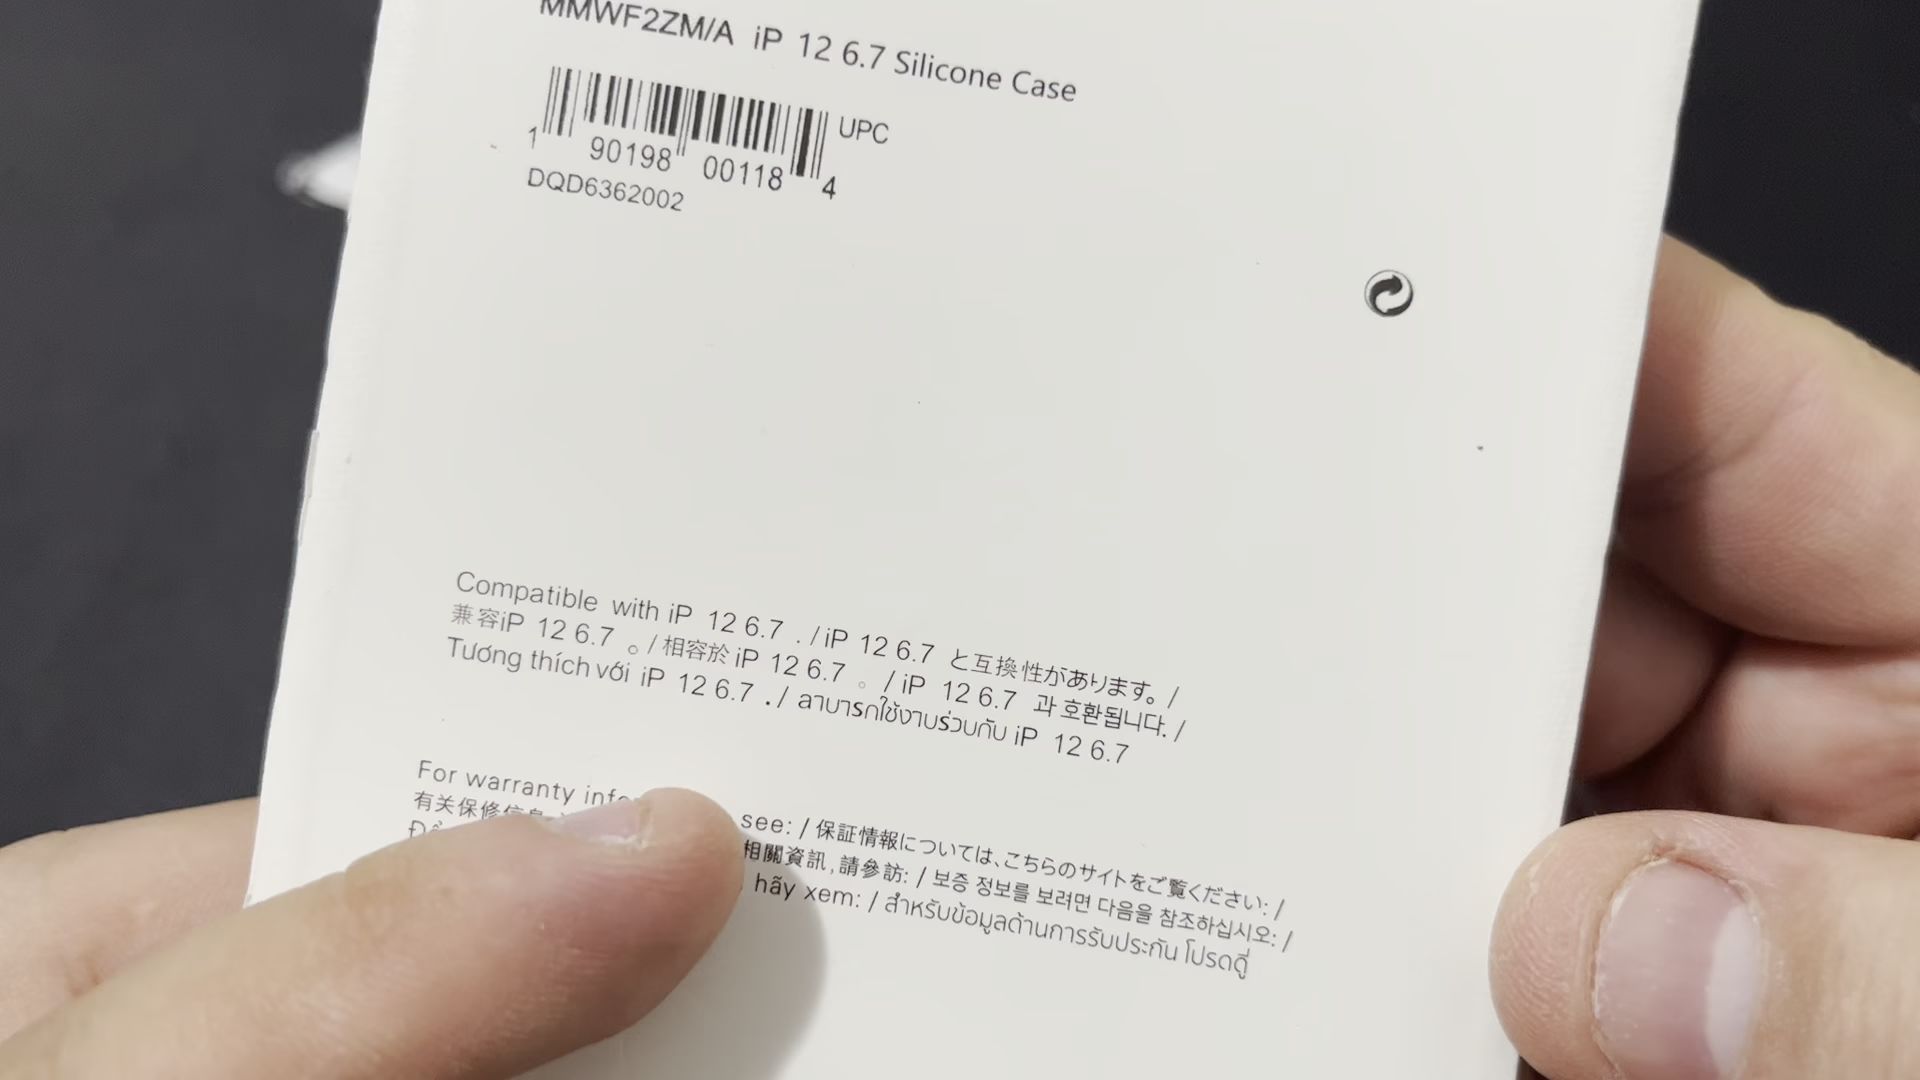 MMWF2ZM/A iP 12 6.7 Silicone Case
UPC
1 90198 00118 4
DQD6362002
Compatible with iP 12 6.7 . / iP 12 6.7 と互換性があります。 /
兼容iP 12 6.7 。 / 相容於 iP 12 6.7 。 / iP 12 6.7 과 호환됩니다. /
Tương thích với iP 12 6.7 . / สามารถใช้งานร่วมกับ iP 12 6.7
For warranty see: / 保証情報については、こちらのサイトをご覧ください: /
有关保修信息 相關資訊,請參訪: / 보증 정보를 보려면 다음을 참조하십시오: /
hãy xem: / สำหรับข้อมูลด้านการรับประกัน โปรดดู